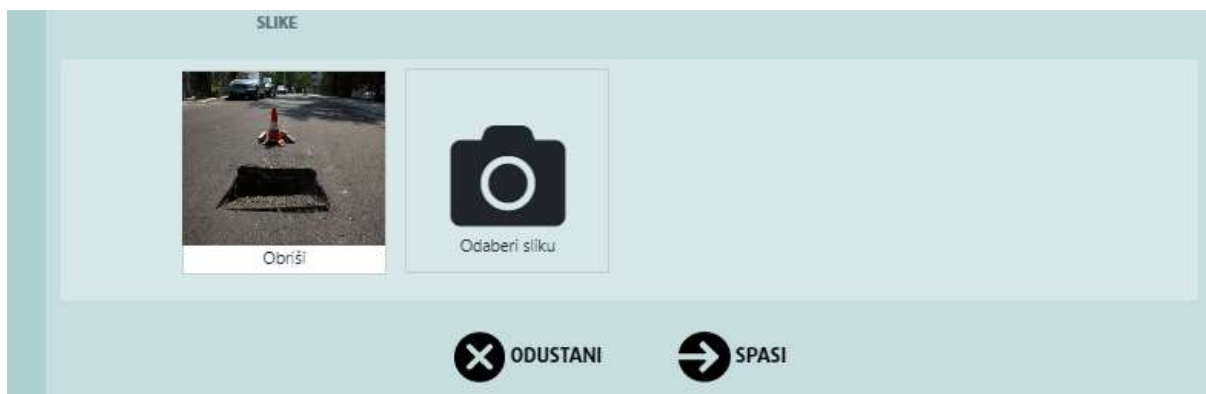 SLIKE
Obriši
Odaberi sliku
ODUSTANI
SPASI